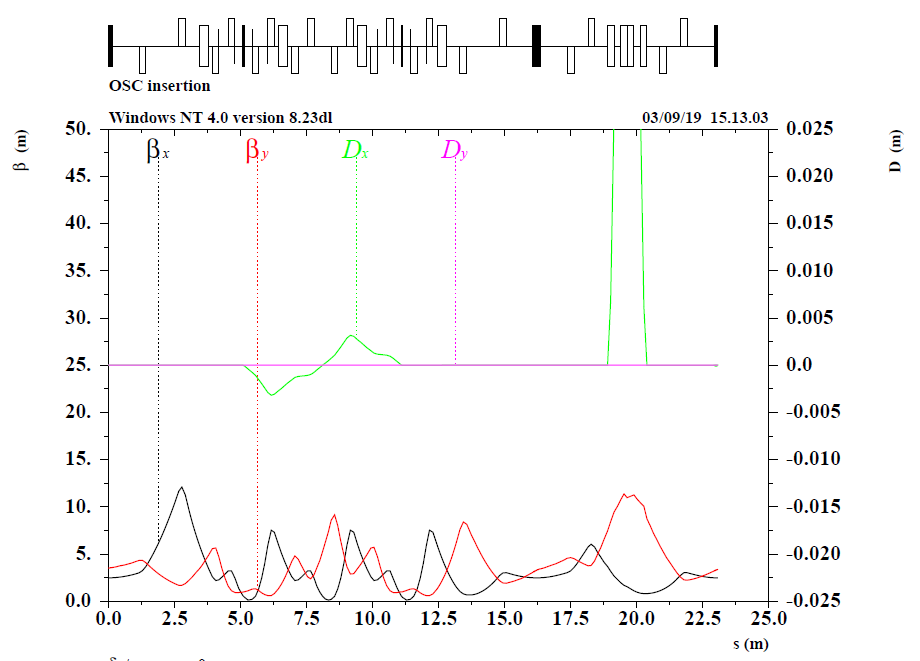 OSC insertion
Windows NT 4.0 version 8.23dl 03/09/19 15.13.03
β (m)
D (m)
βx βy Dx Dy
50. 0.025
45. 0.020
40. 0.015
35. 0.010
30. 0.005
25. 0.0
20. -0.005
15. -0.010
10. -0.015
5. -0.020
0.0 -0.025
0.0 2.5 5.0 7.5 10.0 12.5 15.0 17.5 20.0 22.5 25.0
s (m)